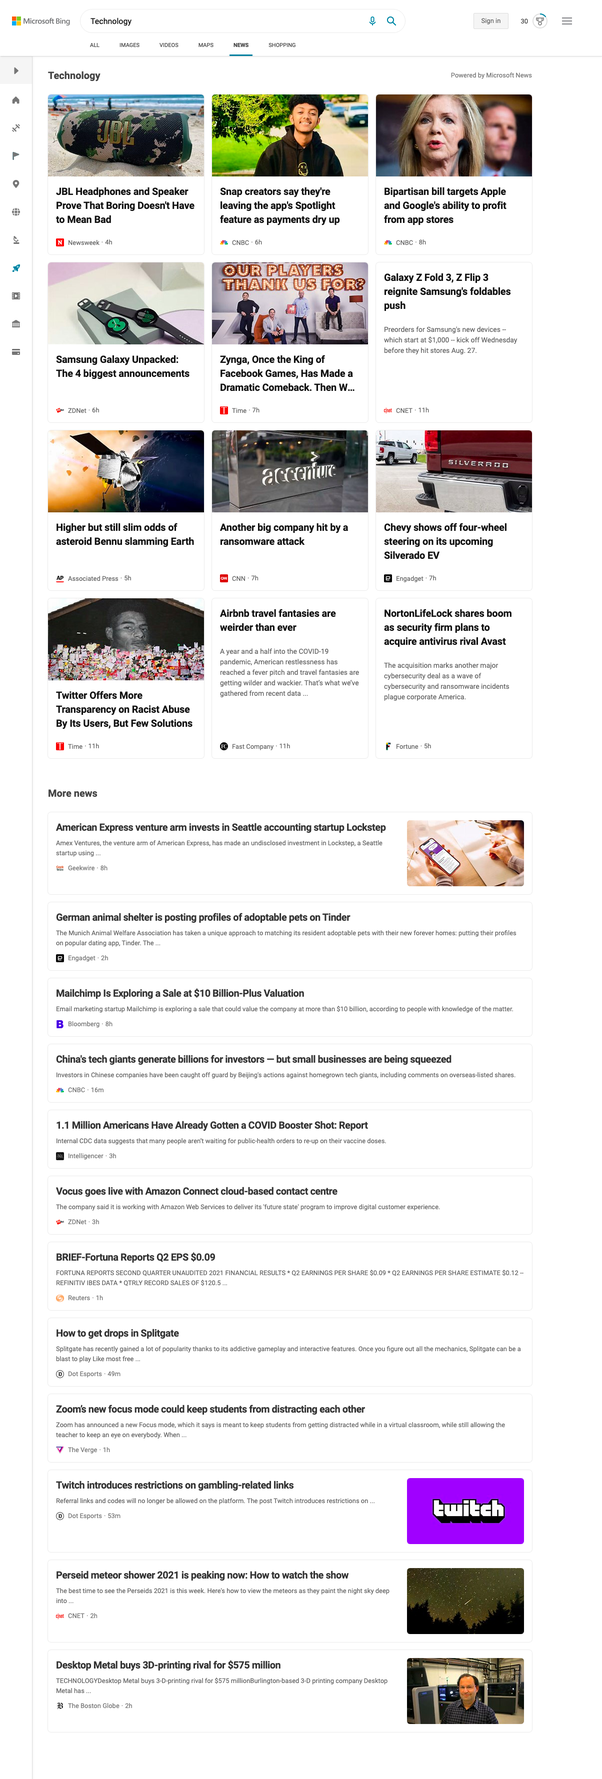 Microsoft Bing
Technology
Sign in
30
ALL
IMAGES
VIDEOS
MAPS
NEWS
SHOPPING
Technology
Powered by Microsoft News
JBL
JBL Headphones and Speaker
Prove That Boring Doesn't Have
to Mean Bad
Newsweek · 4h
Snap creators say they're
leaving the app's Spotlight
feature as payments dry up
CNBC · 6h
Bipartisan bill targets Apple
and Google's ability to profit
from app stores
CNBC · 8h
Samsung Galaxy Unpacked:
The 4 biggest announcements
ZDNet · 6h
OUR PLAYERS
THANK US FOR?
Zynga, Once the King of
Facebook Games, Has Made a
Dramatic Comeback. Then W...
Time · 7h
Galaxy Z Fold 3, Z Flip 3
reignite Samsung's foldables
push
Preorders for Samsung's new devices --
which start at $1,000 -- kick off Wednesday
before they hit stores Aug. 27.
CNET · 11h
Higher but still slim odds of
asteroid Bennu slamming Earth
Associated Press · 5h
accenture
Another big company hit by a
ransomware attack
CNN · 7h
SILVERADO
Chevy shows off four-wheel
steering on its upcoming
Silverado EV
Engadget · 7h
Twitter Offers More
Transparency on Racist Abuse
By Its Users, But Few Solutions
Time · 11h
Airbnb travel fantasies are
weirder than ever
A year and a half into the COVID-19
pandemic, American restlessness has
reached a fever pitch and travel fantasies are
getting wilder and wackier. That's what we've
gathered from recent data ...
Fast Company · 11h
NortonLifeLock shares boom
as security firm plans to
acquire antivirus rival Avast
The acquisition marks another major
cybersecurity deal as a wave of
cybersecurity and ransomware incidents
plague corporate America.
Fortune · 5h
More news
American Express venture arm invests in Seattle accounting startup Lockstep
Amex Ventures, the venture arm of American Express, has made an undisclosed investment in Lockstep, a Seattle
startup using ...
Geekwire · 8h
German animal shelter is posting profiles of adoptable pets on Tinder
The Munich Animal Welfare Association has taken a unique approach to matching its resident adoptable pets with their new forever homes: putting their profiles
on popular dating app, Tinder. The ...
Engadget · 2h
Mailchimp Is Exploring a Sale at $10 Billion-Plus Valuation
Email marketing startup Mailchimp is exploring a sale that could value the company at more than $10 billion, according to people with knowledge of the matter.
Bloomberg · 8h
China's tech giants generate billions for investors — but small businesses are being squeezed
Investors in Chinese companies have been caught off guard by Beijing's actions against homegrown tech giants, including comments on overseas-listed shares.
CNBC · 16m
1.1 Million Americans Have Already Gotten a COVID Booster Shot: Report
Internal CDC data suggests that many people aren't waiting for public-health orders to re-up on their vaccine doses.
Intelligencer · 3h
Vocus goes live with Amazon Connect cloud-based contact centre
The company said it is working with Amazon Web Services to deliver its 'future state' program to improve digital customer experience.
ZDNet · 3h
BRIEF-Fortuna Reports Q2 EPS $0.09
FORTUNA REPORTS SECOND QUARTER UNAUDITED 2021 FINANCIAL RESULTS * Q2 EARNINGS PER SHARE $0.09 * Q2 EARNINGS PER SHARE ESTIMATE $0.12 --
REFINITIV IBES DATA * QTRLY RECORD SALES OF $120.5 ...
Reuters · 1h
How to get drops in Splitgate
Splitgate has recently gained a lot of popularity thanks to its addictive gameplay and interactive features. Once you figure out all the mechanics, Splitgate can be a
blast to play Like most free ...
Dot Esports · 49m
Zoom's new focus mode could keep students from distracting each other
Zoom has announced a new Focus mode, which it says is meant to keep students from getting distracted while in a virtual classroom, while still allowing the
teacher to keep an eye on everybody. When ...
The Verge · 1h
Twitch introduces restrictions on gambling-related links
Referral links and codes will no longer be allowed on the platform. The post Twitch introduces restrictions on ...
Dot Esports · 53m
twitch
Perseid meteor shower 2021 is peaking now: How to watch the show
The best time to see the Perseids 2021 is this week. Here's how to view the meteors as they paint the night sky deep
into ...
CNET · 2h
Desktop Metal buys 3D-printing rival for $575 million
TECHNOLOGYDesktop Metal buys 3-D-printing rival for $575 millionBurlington-based 3-D printing company Desktop
Metal has ...
The Boston Globe · 2h